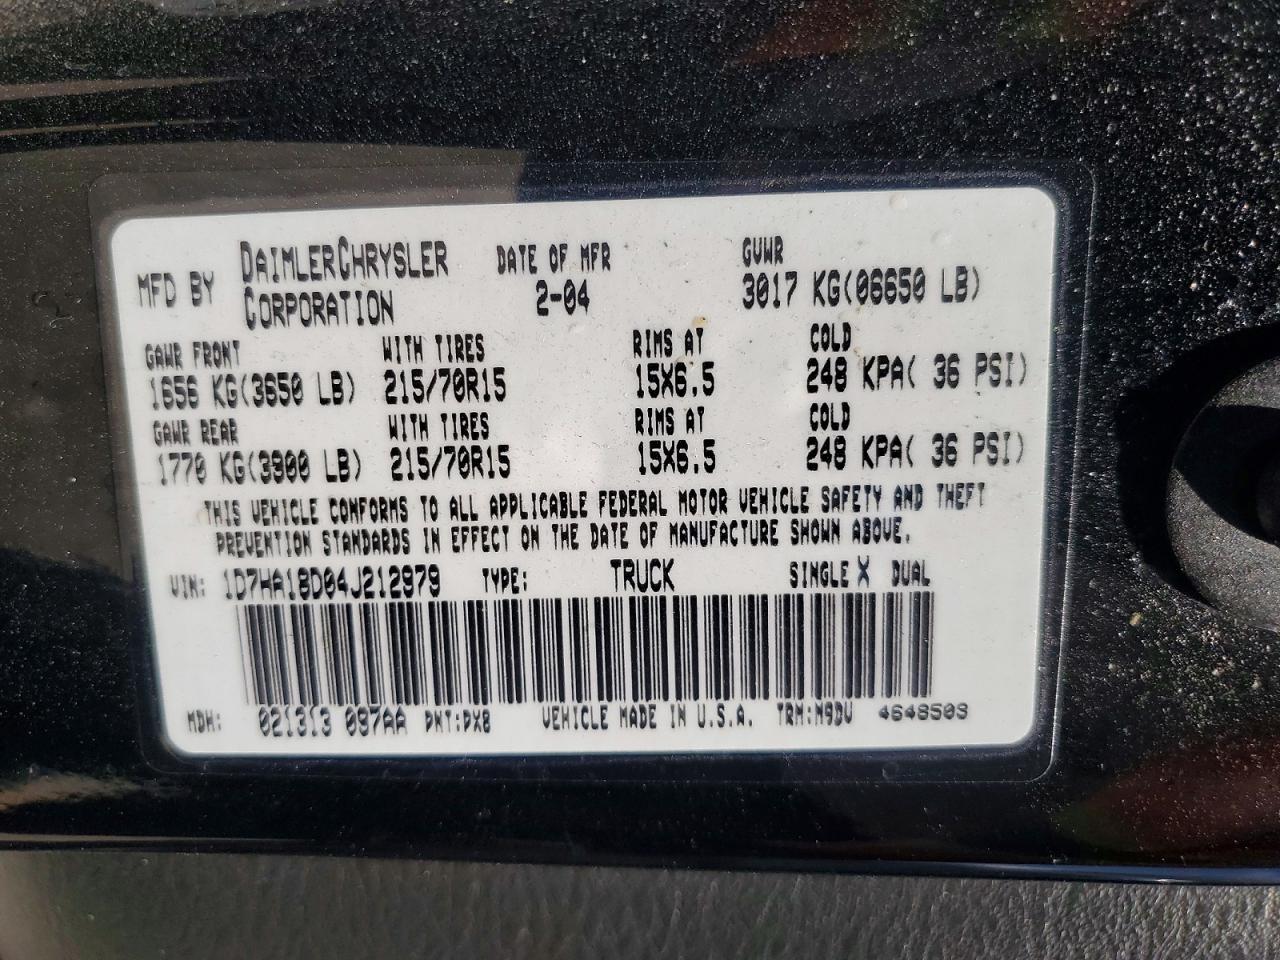 MFD BY DAIMLERCHRYSLER CORPORATION DATE OF MFR 2-04 GVWR 3017 KG(06650 LB)
GAWR FRONT WITH TIRES RIMS AT COLD
1656 KG(3650 LB) 215/70R15 15X6.5 248 KPA( 36 PSI)
GAWR REAR WITH TIRES RIMS AT COLD
1770 KG(3900 LB) 215/70R15 15X6.5 248 KPA( 36 PSI)
THIS VEHICLE CONFORMS TO ALL APPLICABLE FEDERAL MOTOR VEHICLE SAFETY AND THEFT
PREVENTION STANDARDS IN EFFECT ON THE DATE OF MANUFACTURE SHOWN ABOVE.
VIN: 1D7HA18D04J212979 TYPE: TRUCK SINGLE X DUAL
MDH: 021313 097AA PNT:PX8 VEHICLE MADE IN U.S.A. TRM:M9DV 4648503